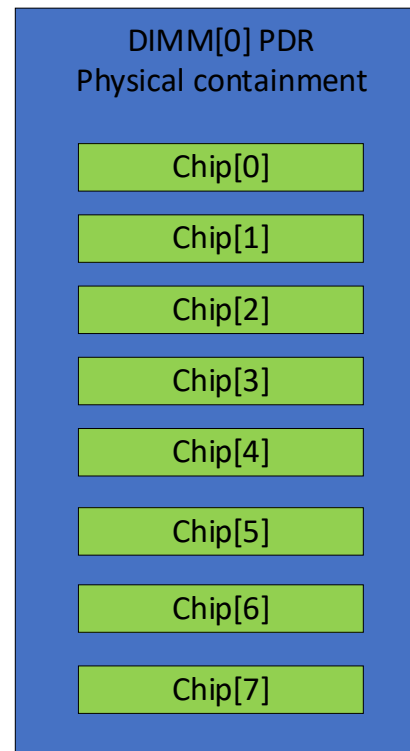 DIMM[0] PDR
Physical containment
Chip[0]
Chip[1]
Chip[2]
Chip[3]
Chip[4]
Chip[5]
Chip[6]
Chip[7]